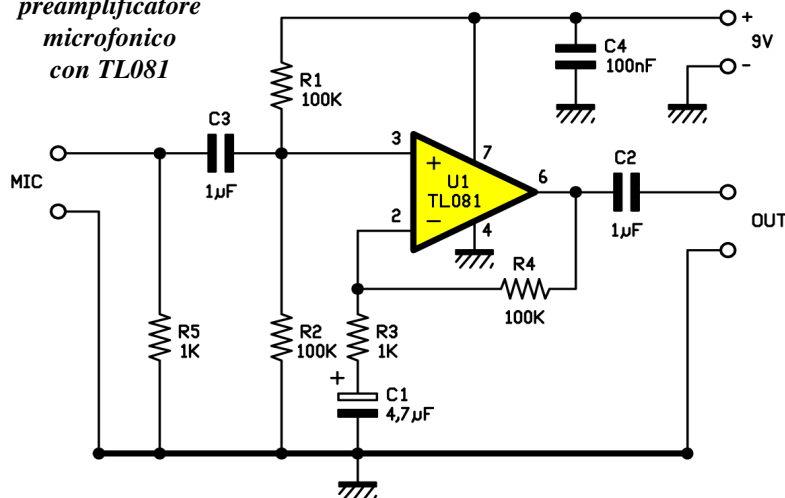 preamplificatore
microfonico
con TL081
R1
100K
C3
1µF
MIC
R5
1K
R2
100K
3
+
2
−
U1
TL081
7
4
6
R4
100K
R3
1K
+
C1
4,7µF
C4
100nF
+
9V
-
C2
1µF
OUT